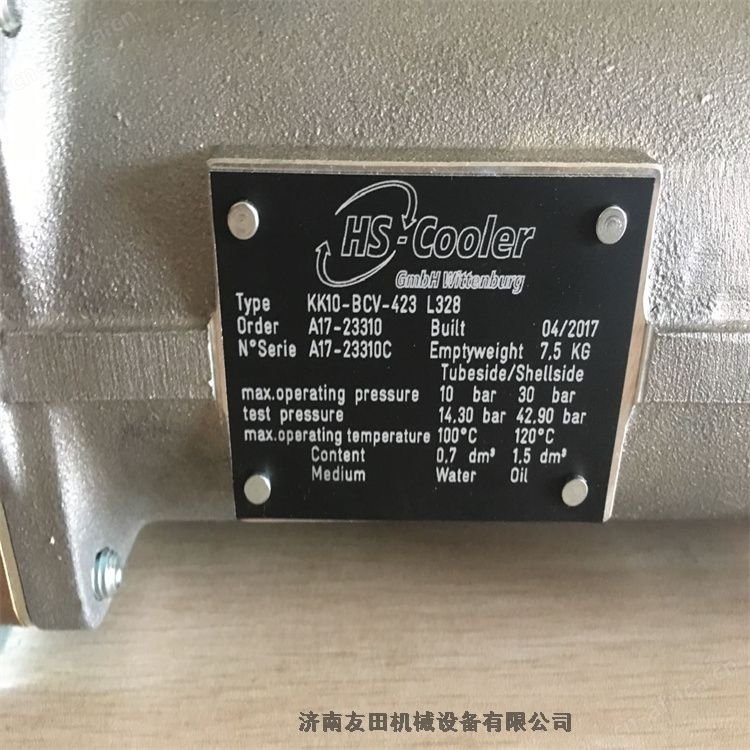 HS-Cooler
GmbH Wittenburg
Type KK10-BCV-423 L328
Order A17-23310 Built 04/2017
N°Serie A17-23310C Emptyweight 7.5 KG
Tubeside/Shellside
max.operating pressure 10 bar 30 bar
test pressure 14.30 bar 42.90 bar
max.operating temperature 100°C 120°C
Content 0.7 dm³ 1.5 dm³
Medium Water Oil
济南友田机械设备有限公司